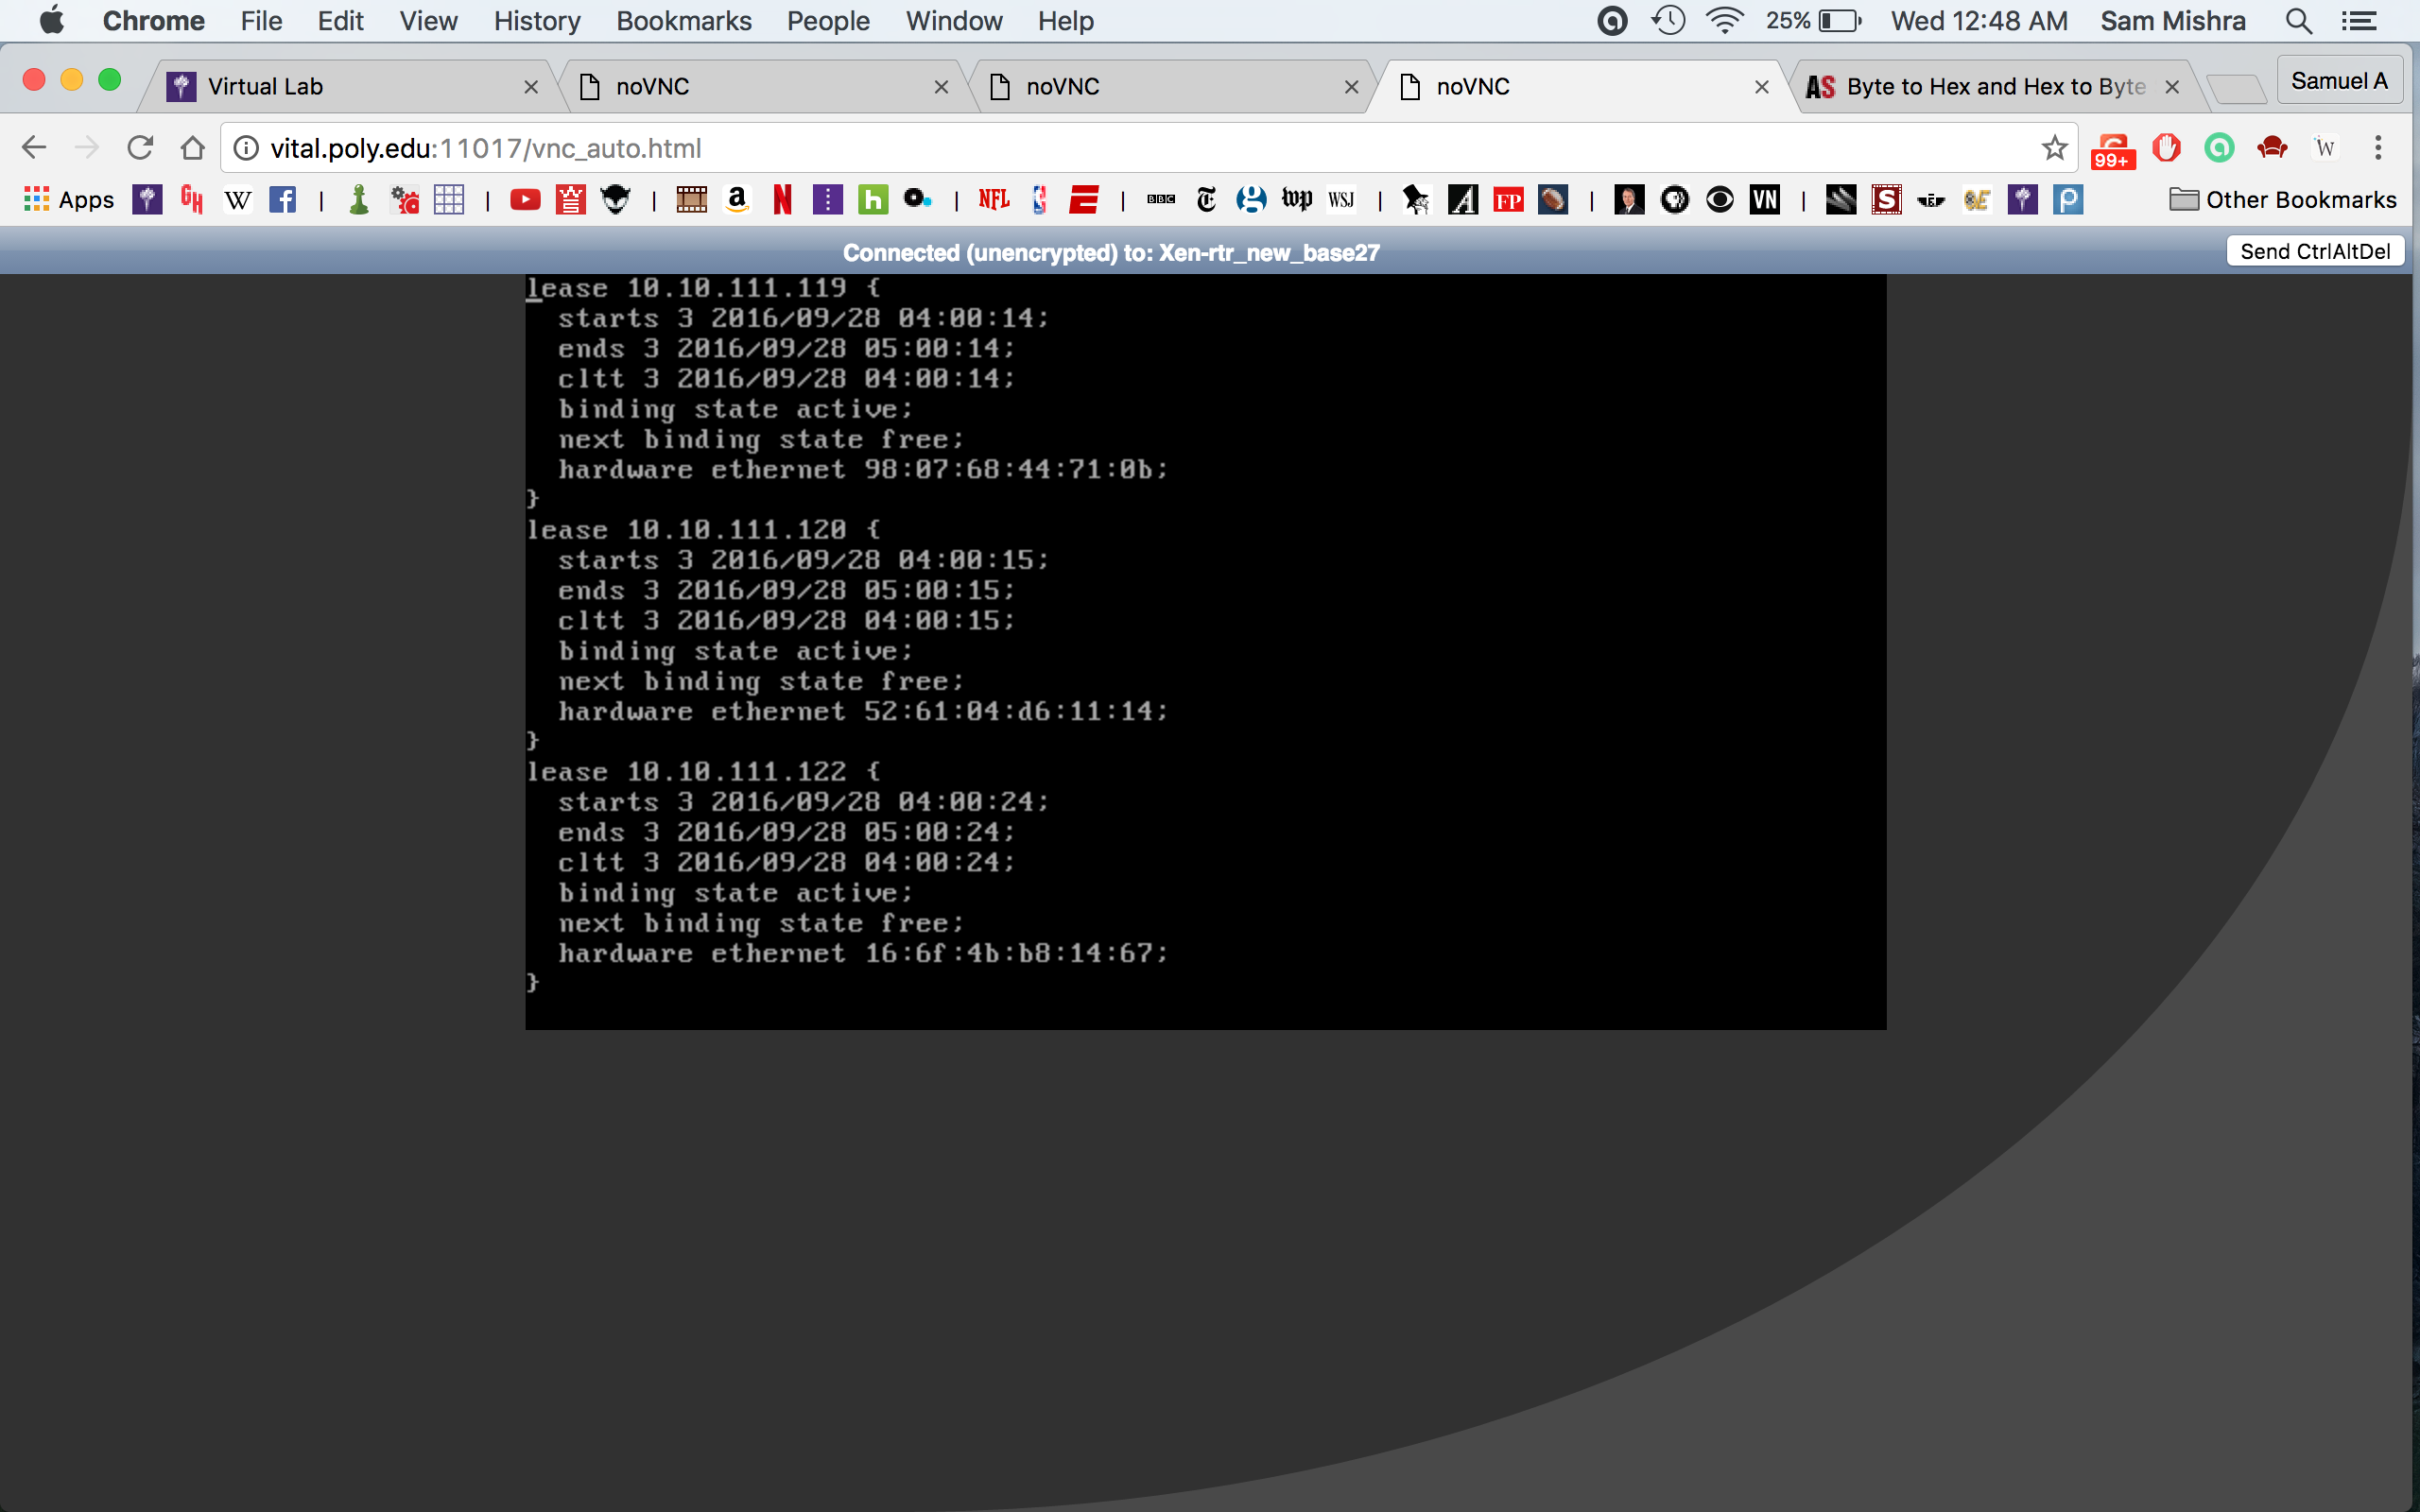 Chrome File Edit View History Bookmarks People Window Help 25% Wed 12:48 AM Sam Mishra
Virtual Lab noVNC noVNC noVNC AS Byte to Hex and Hex to Byte Samuel A
vital.poly.edu:11017/vnc_auto.html 99+ W
Apps GH W | | N h | NFL | BBC T wp WSJ | A FP | VN | S P Other Bookmarks
Connected (unencrypted) to: Xen-rtr_new_base27 Send CtrlAltDel
lease 10.10.111.119 {
starts 3 2016/09/28 04:00:14;
ends 3 2016/09/28 05:00:14;
cltt 3 2016/09/28 04:00:14;
binding state active;
next binding state free;
hardware ethernet 98:07:68:44:71:0b;
}
lease 10.10.111.120 {
starts 3 2016/09/28 04:00:15;
ends 3 2016/09/28 05:00:15;
cltt 3 2016/09/28 04:00:15;
binding state active;
next binding state free;
hardware ethernet 52:61:04:d6:11:14;
}
lease 10.10.111.122 {
starts 3 2016/09/28 04:00:24;
ends 3 2016/09/28 05:00:24;
cltt 3 2016/09/28 04:00:24;
binding state active;
next binding state free;
hardware ethernet 16:6f:4b:b8:14:67;
}